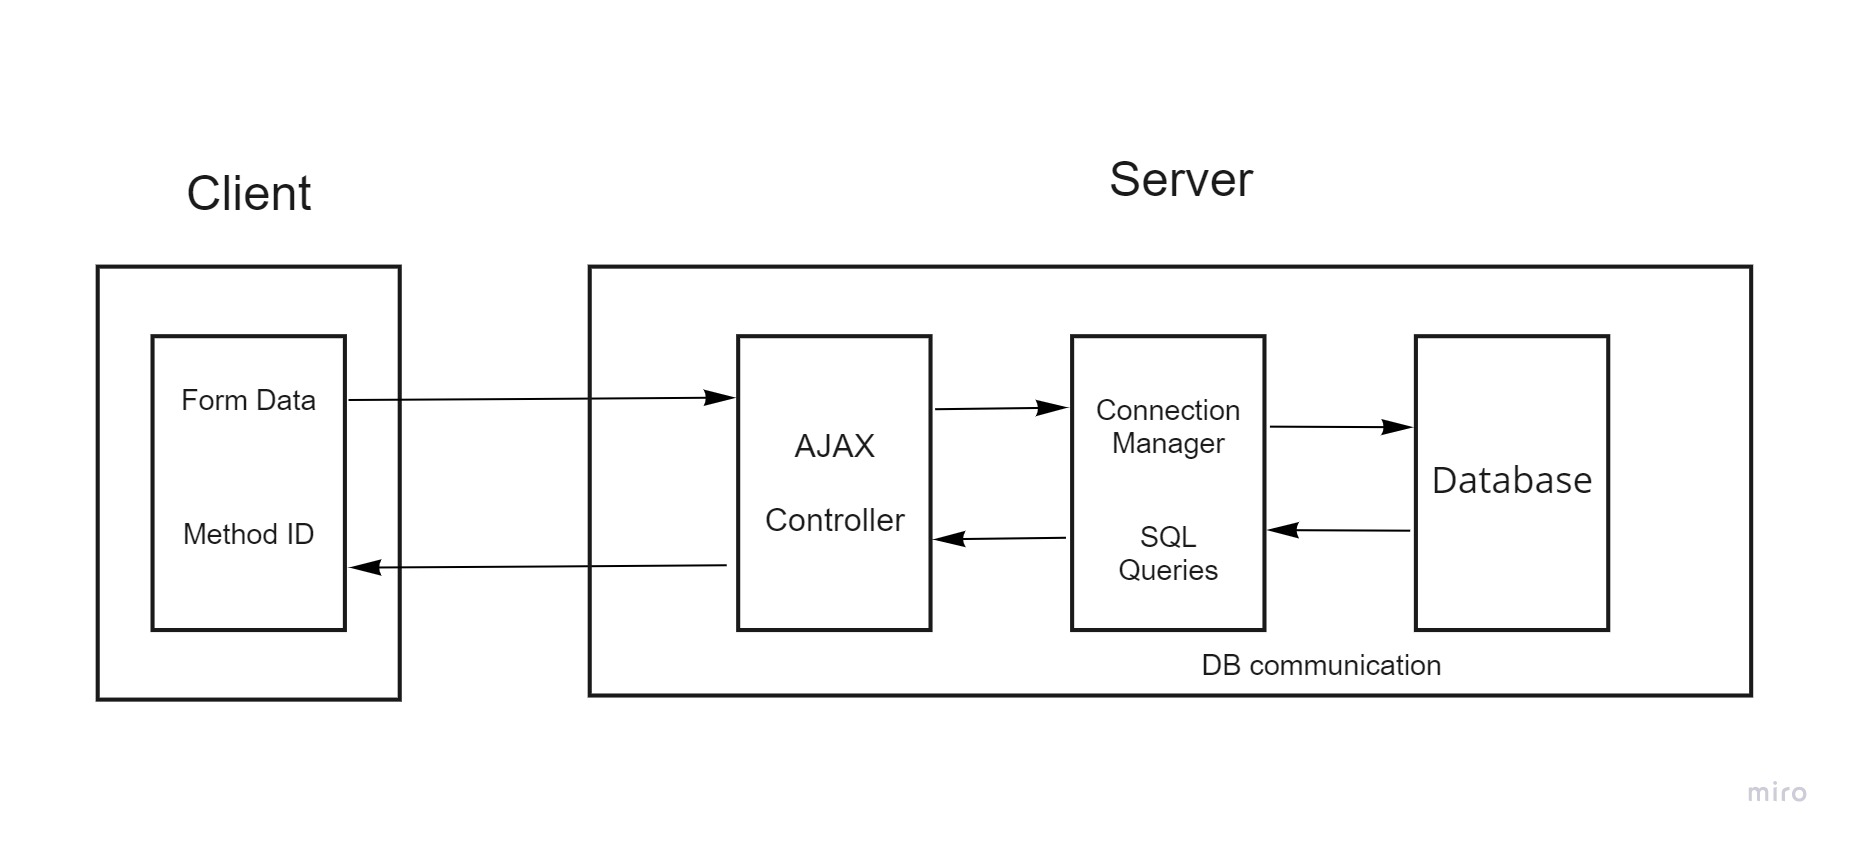 Client
Server
Form Data
Method ID
AJAX
Controller
Connection
Manager
SQL
Queries
Database
DB communication
miro